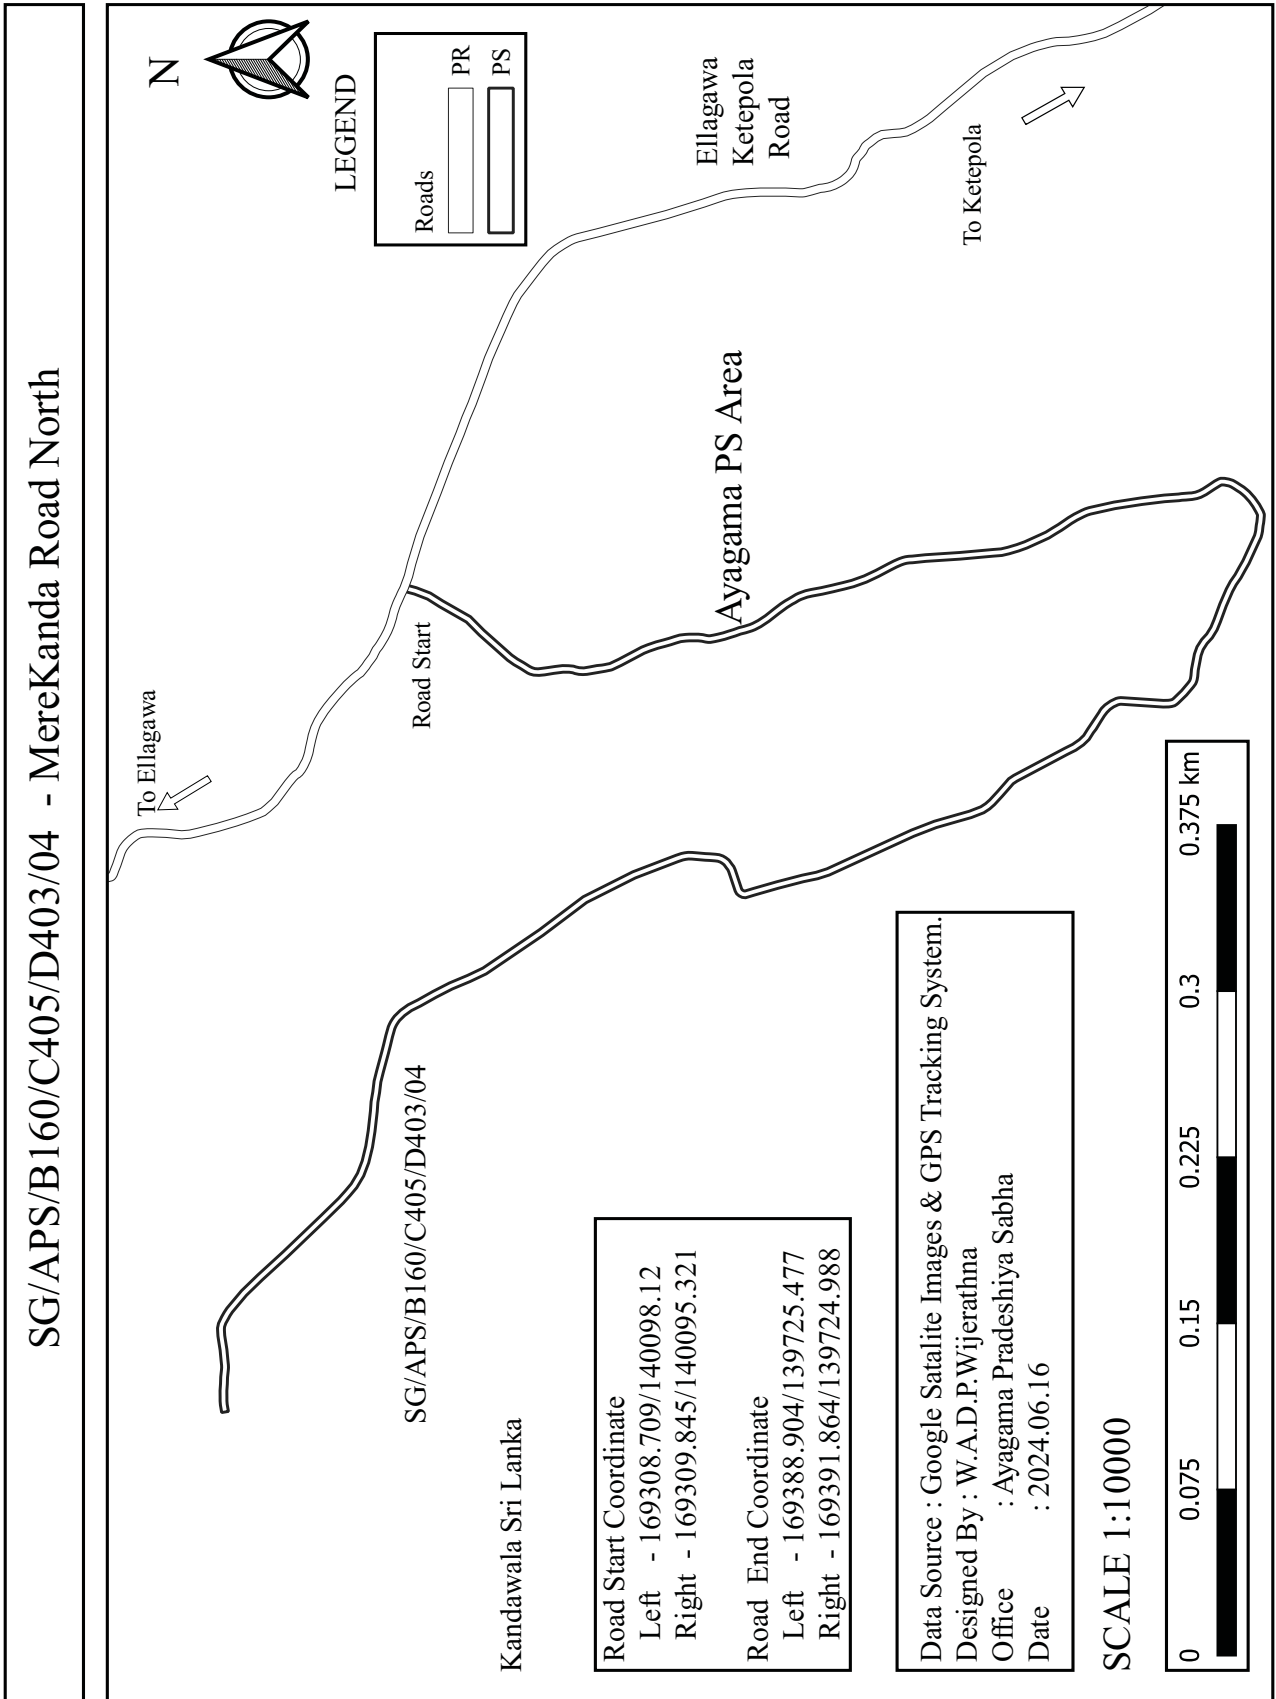 SG/APS/B160/C405/D403/04 - MereKanda Road North
N
LEGEND
Roads
PR
PS
To Ellagawa
Ellagawa
Ketepola
Road
To Ketepola
Road Start
Ayagama PS Area
SG/APS/B160/C405/D403/04
Kandawala Sri Lanka
Road Start Coordinate
Left - 169308.709/140098.12
Right - 169309.845/140095.321
Road End Coordinate
Left - 169388.904/139725.477
Right - 169391.864/139724.988
Data Source : Google Satalite Images & GPS Tracking System.
Designed By : W.A.D.P.Wijerathna
Office : Ayagama Pradeshiya Sabha
Date : 2024.06.16
SCALE 1:10000
0 0.075 0.15 0.225 0.3 0.375 km